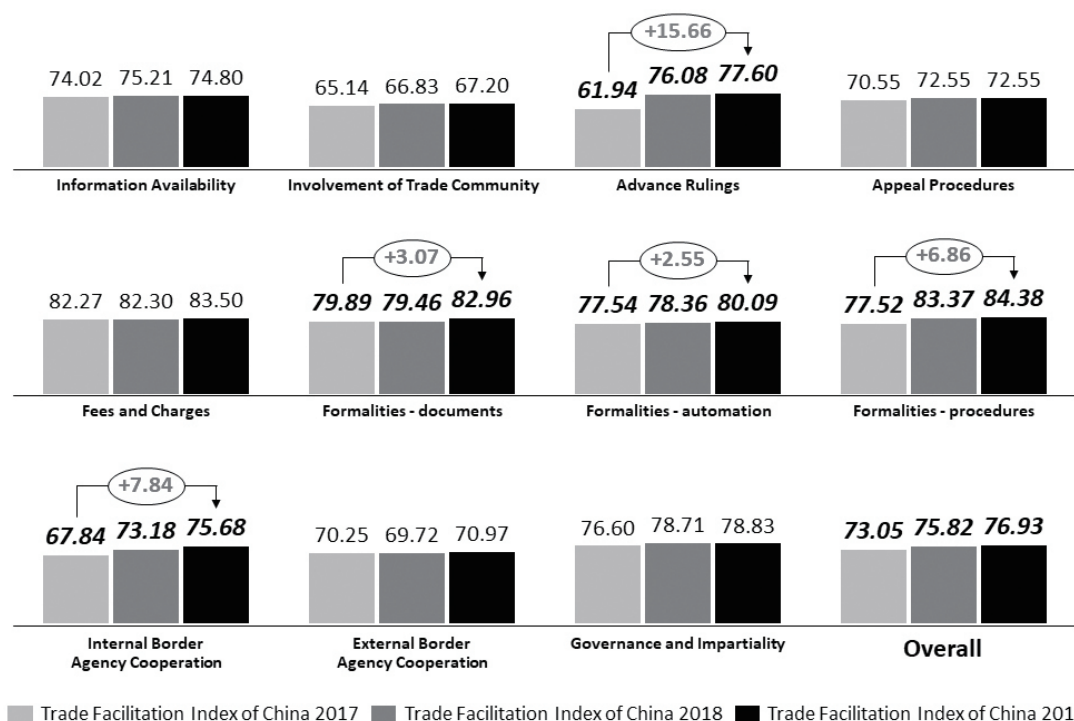 +15.66
74.02 75.21 74.80
65.14 66.83 67.20
61.94 76.08 77.60
70.55 72.55 72.55
Information Availability
Involvement of Trade Community
Advance Rulings
Appeal Procedures
+3.07
+2.55
+6.86
82.27 82.30 83.50
79.89 79.46 82.96
77.54 78.36 80.09
77.52 83.37 84.38
Fees and Charges
Formalities - documents
Formalities - automation
Formalities - procedures
+7.84
67.84 73.18 75.68
70.25 69.72 70.97
76.60 78.71 78.83
73.05 75.82 76.93
Internal Border
Agency Cooperation
External Border
Agency Cooperation
Governance and Impartiality
Overall
Trade Facilitation Index of China 2017
Trade Facilitation Index of China 2018
Trade Facilitation Index of China 201